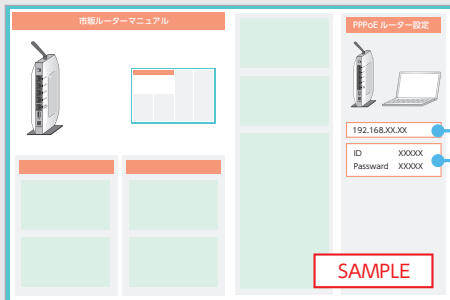 市販ルーターマニュアル
PPPoE ルーター設定
192.168.XX.XX
ID XXXXX
Passward XXXXX
SAMPLE